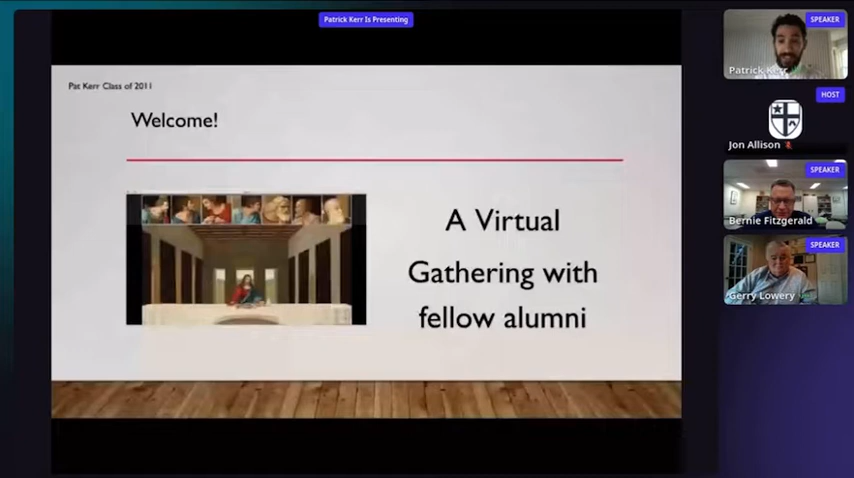 Patrick Kerr Is Presenting
Pat Kerr Class of 2011
Welcome!
A Virtual
Gathering with
fellow alumni
SPEAKER
Patrick Kerr
HOST
Jon Allison
SPEAKER
Bernie Fitzgerald
SPEAKER
Gerry Lowery